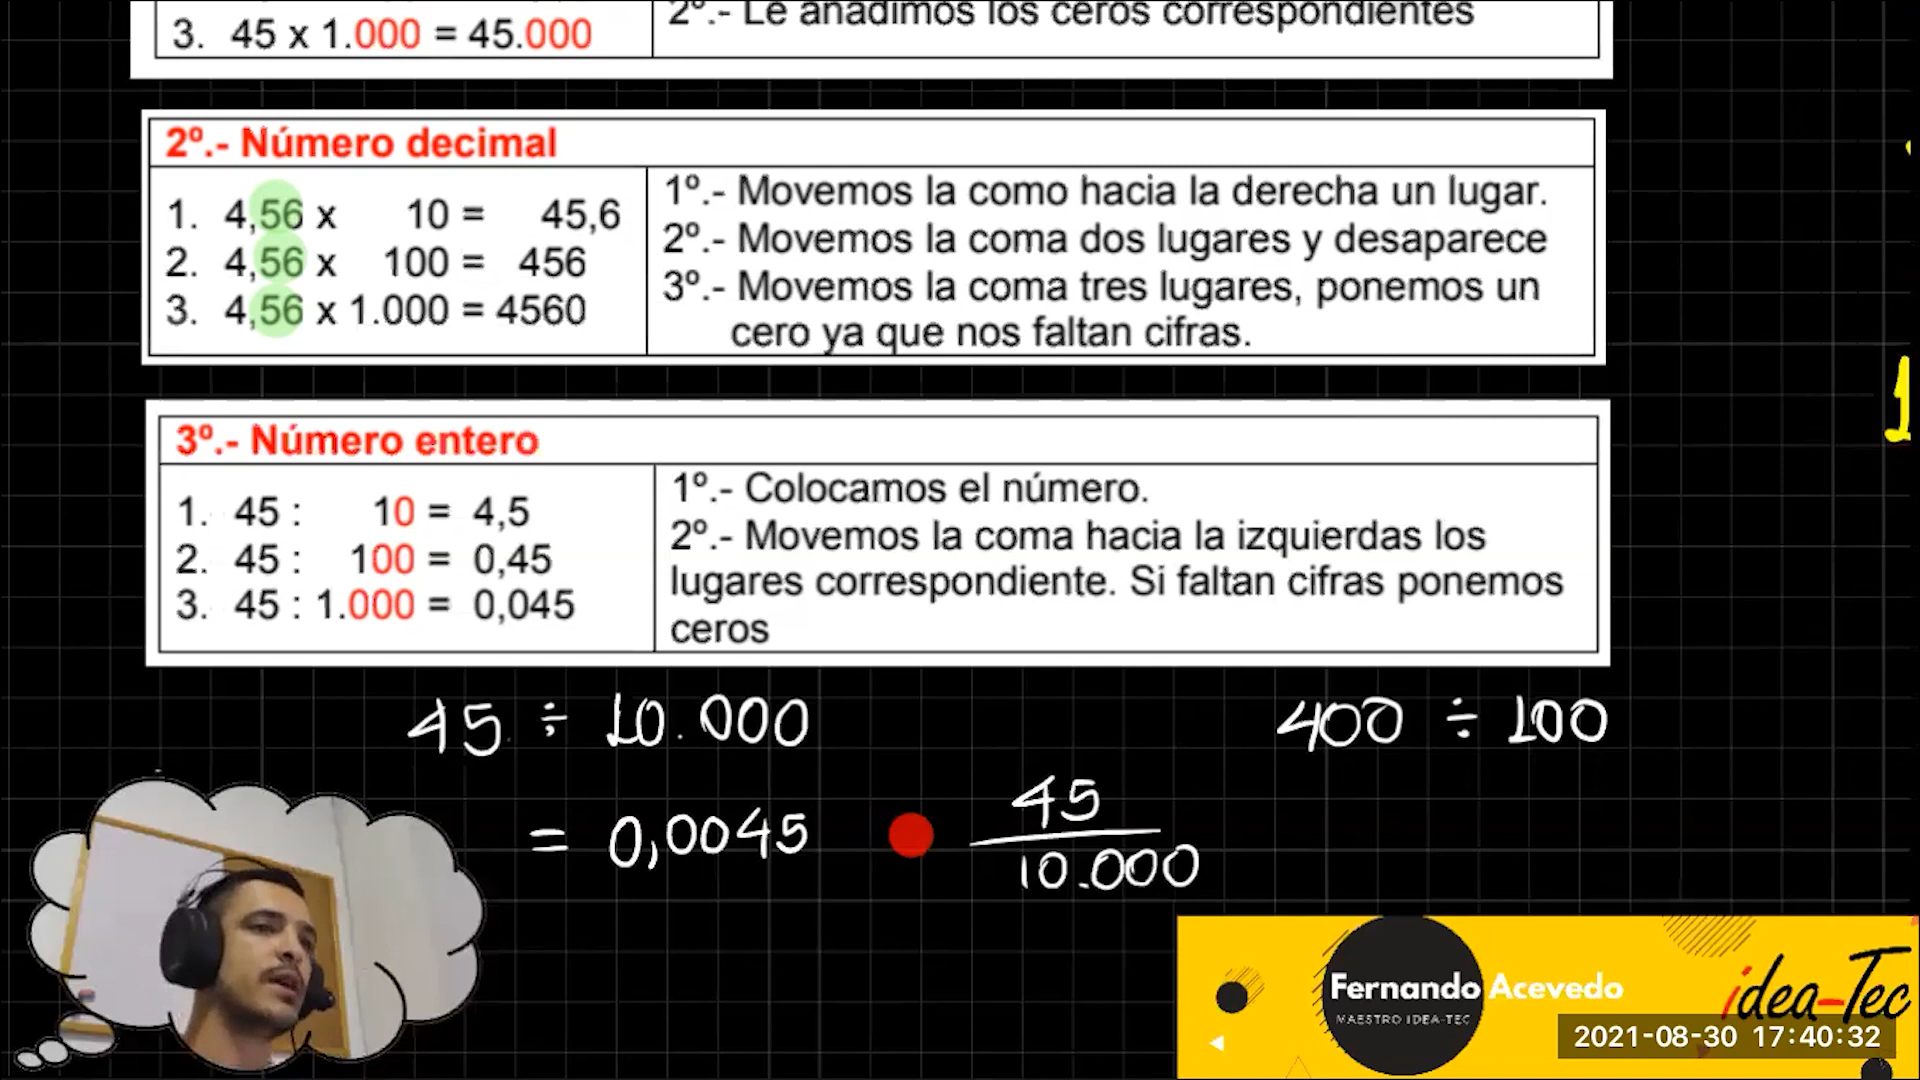 3. 45 x 1.000 = 45.000
2º.- Le añadimos los ceros correspondientes
2º.- Número decimal
1. 4,56 x 10 = 45,6
2. 4,56 x 100 = 456
3. 4,56 x 1.000 = 4560
1º.- Movemos la como hacia la derecha un lugar.
2º.- Movemos la coma dos lugares y desaparece
3º.- Movemos la coma tres lugares, ponemos un
cero ya que nos faltan cifras.
3º.- Número entero
1. 45 : 10 = 4,5
2. 45 : 100 = 0,45
3. 45 : 1.000 = 0,045
1º.- Colocamos el número.
2º.- Movemos la coma hacia la izquierdas los
lugares correspondiente. Si faltan cifras ponemos
ceros
45 ÷ 10.000
400 ÷ 100
= 0,0045
45
10.000
Fernando Acevedo
MAESTRO IDEA-TEC
idea-Tec
2021-08-30 17:40:32